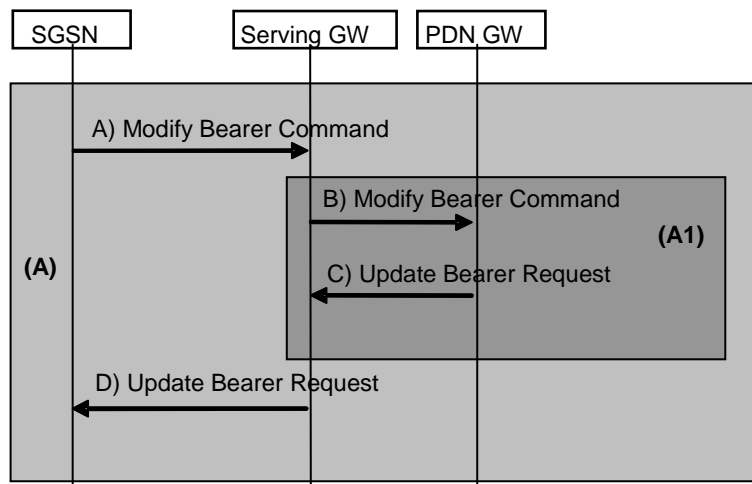 SGSN
Serving GW
PDN GW
A) Modify Bearer Command
B) Modify Bearer Command
(A1)
(A)
C) Update Bearer Request
D) Update Bearer Request